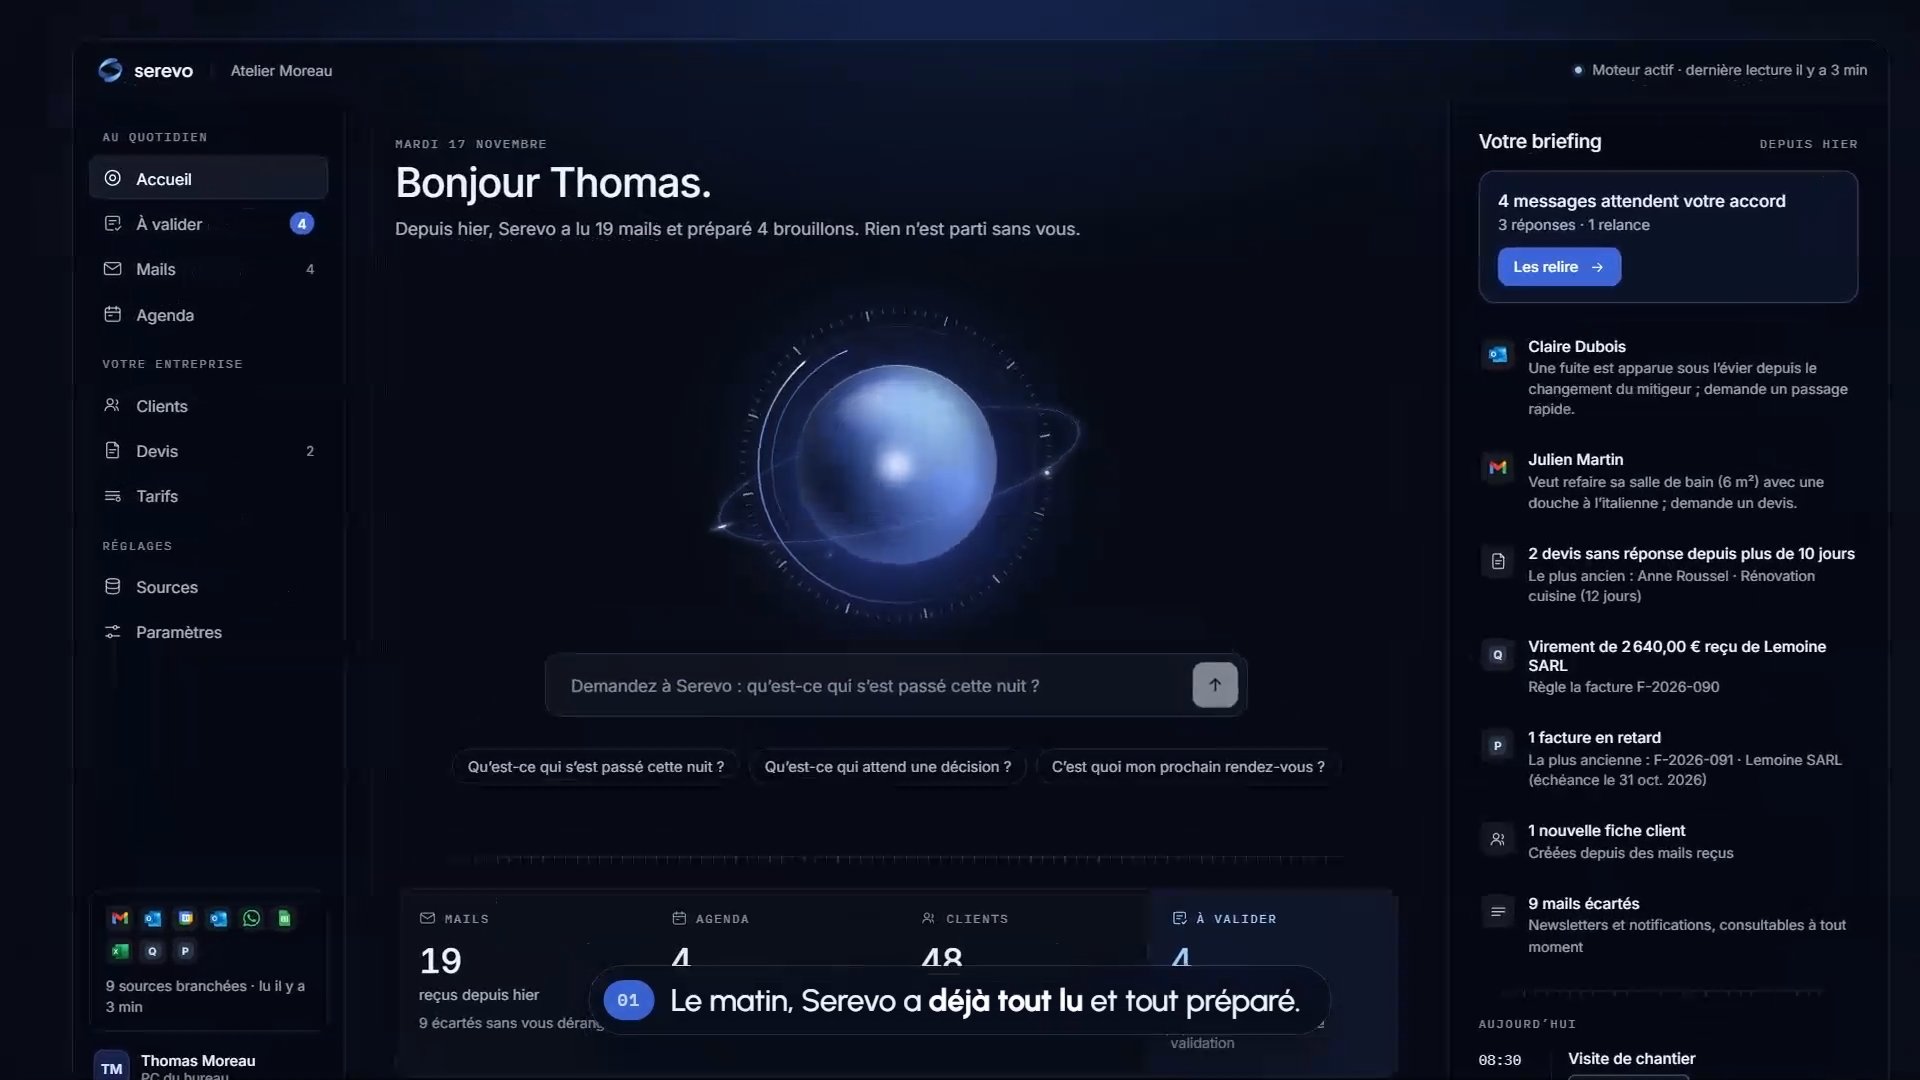 serevo
Atelier Moreau
Moteur actif · dernière lecture il y a 3 min
AU QUOTIDIEN
Accueil
À valider
4
Mails
4
Agenda
VOTRE ENTREPRISE
Clients
Devis
2
Tarifs
RÉGLAGES
Sources
Paramètres
Q
P
9 sources branchées · lu il y a
3 min
TM
Thomas Moreau
PC du bureau
MARDI 17 NOVEMBRE
Bonjour Thomas.
Depuis hier, Serevo a lu 19 mails et préparé 4 brouillons. Rien n'est parti sans vous.
Demandez à Serevo : qu'est-ce qui s'est passé cette nuit ?
Qu'est-ce qui s'est passé cette nuit ?
Qu'est-ce qui attend une décision ?
C'est quoi mon prochain rendez-vous ?
MAILS
19
reçus depuis hier
9 écartés sans vous dérang
AGENDA
4
CLIENTS
48
À VALIDER
4
validation
01
Le matin, Serevo a déjà tout lu et tout préparé.
Votre briefing
DEPUIS HIER
4 messages attendent votre accord
3 réponses · 1 relance
Les relire →
Claire Dubois
Une fuite est apparue sous l'évier depuis le
changement du mitigeur ; demande un passage
rapide.
Julien Martin
Veut refaire sa salle de bain (6 m²) avec une
douche à l'italienne ; demande un devis.
2 devis sans réponse depuis plus de 10 jours
Le plus ancien : Anne Roussel · Rénovation
cuisine (12 jours)
Q
Virement de 2 640,00 € reçu de Lemoine
SARL
Règle la facture F-2026-090
P
1 facture en retard
La plus ancienne : F-2026-091 · Lemoine SARL
(échéance le 31 oct. 2026)
1 nouvelle fiche client
Créées depuis des mails reçus
9 mails écartés
Newsletters et notifications, consultables à tout
moment
AUJOURD'HUI
08:30
Visite de chantier